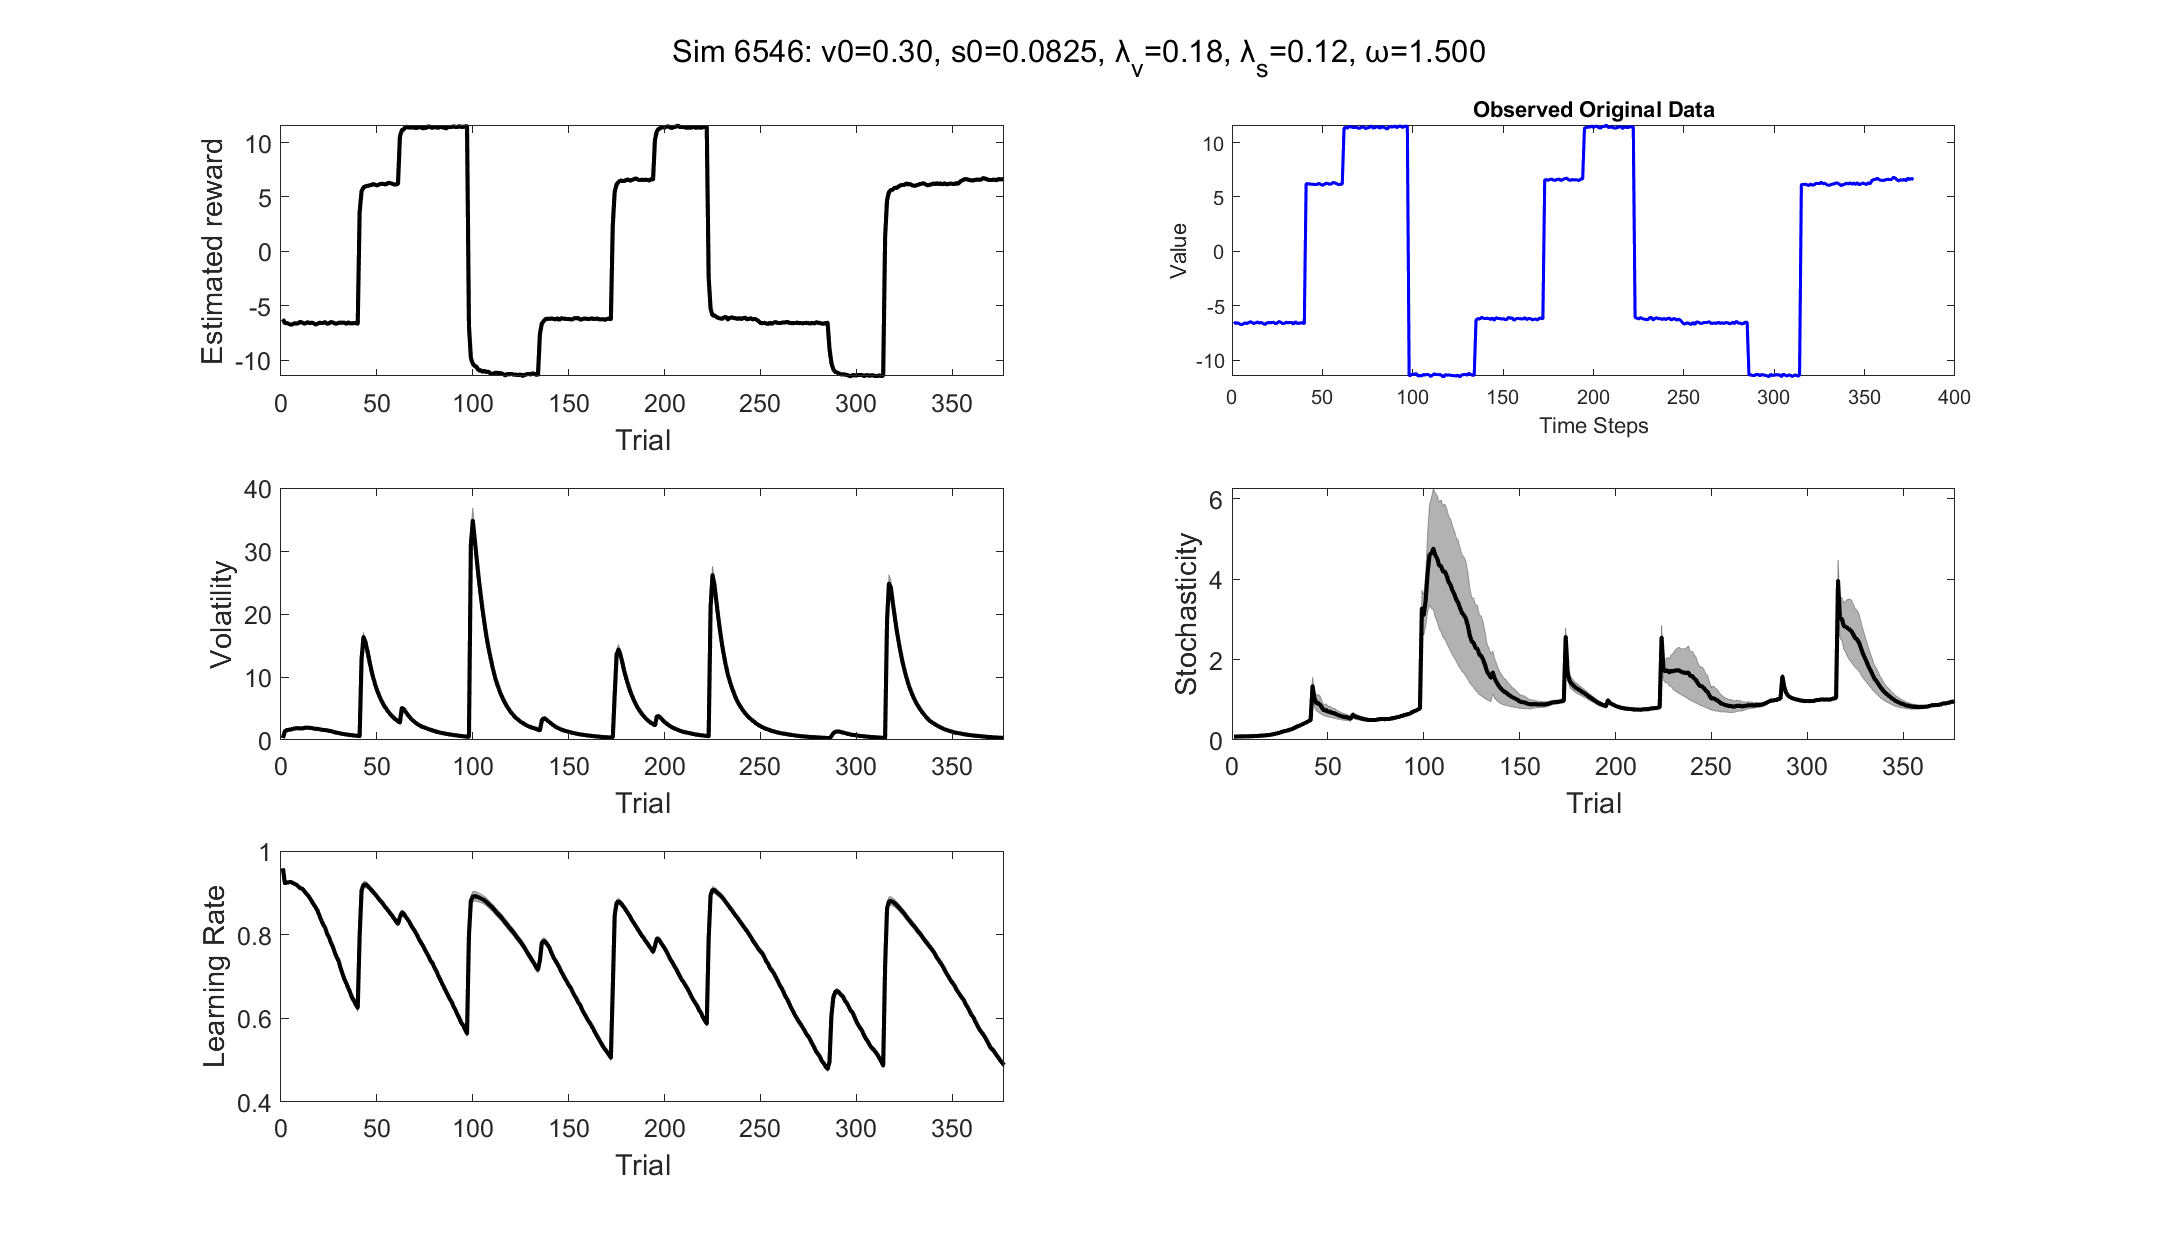 Sim 6546: v0=0.30, s0=0.0825, λv=0.18, λs=0.12, ω=1.500
Estimated reward
10
5
0
-5
-10
0 50 100 150 200 250 300 350
Trial
Observed Original Data
Value
10
5
0
-5
-10
0 50 100 150 200 250 300 350 400
Time Steps
Volatility
40
30
20
10
0
0 50 100 150 200 250 300 350
Trial
Stochasticity
6
4
2
0
0 50 100 150 200 250 300 350
Trial
Learning Rate
1
0.8
0.6
0.4
0 50 100 150 200 250 300 350
Trial